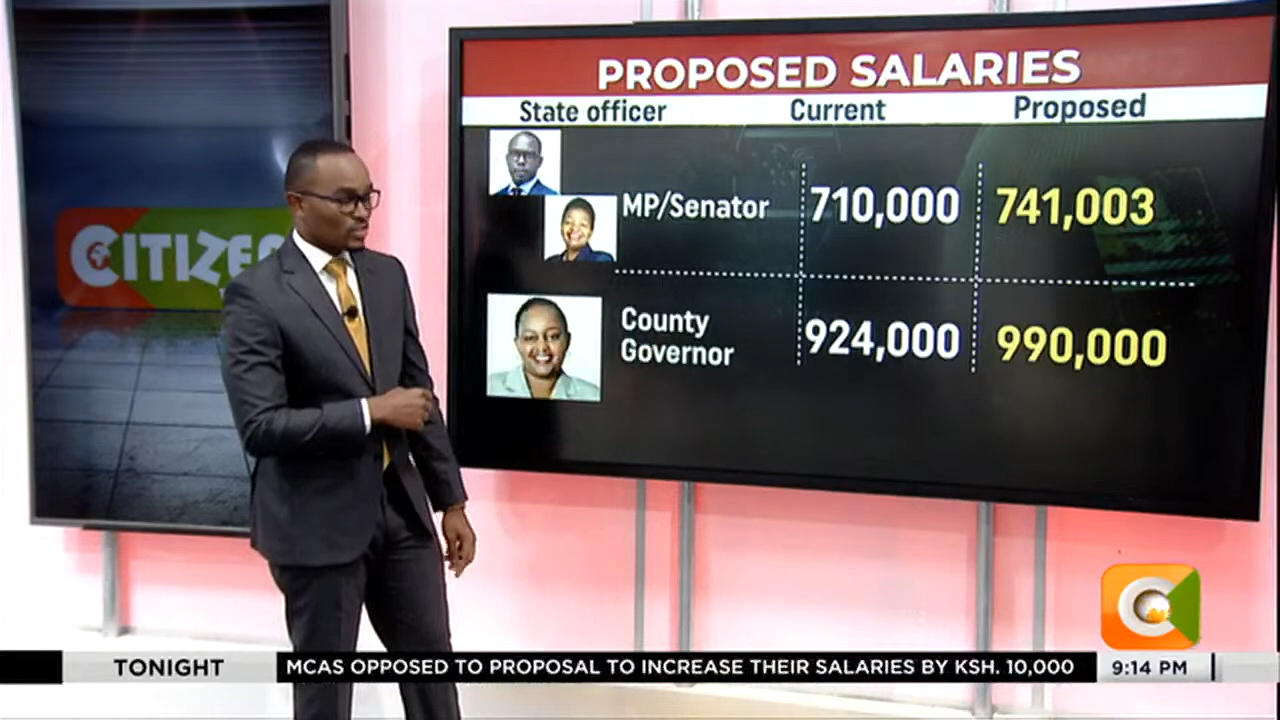 CITIZEN
PROPOSED SALARIES
State officer Current Proposed
MP/Senator 710,000 741,003
County
Governor 924,000 990,000
TONIGHT MCAS OPPOSED TO PROPOSAL TO INCREASE THEIR SALARIES BY KSH. 10,000 9:14 PM